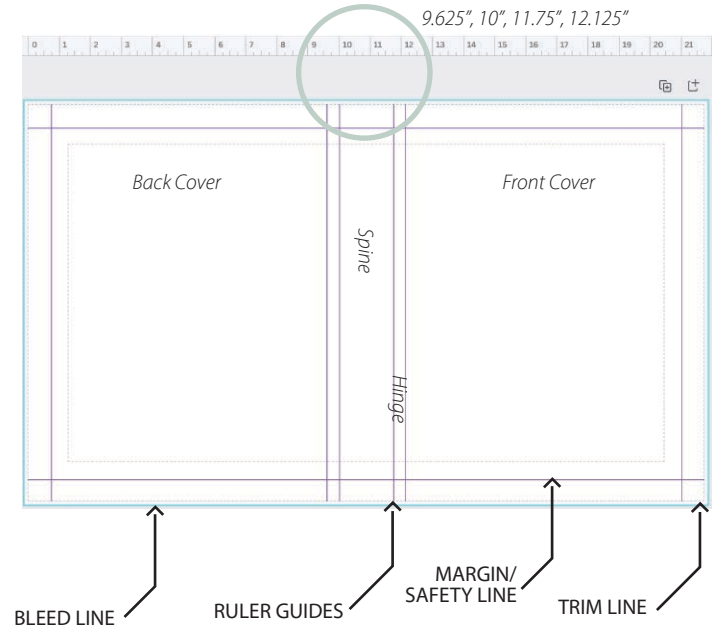 9.625”, 10”, 11.75”, 12.125”
0 1 2 3 4 5 6 7 8 9 10 11 12 13 14 15 16 17 18 19 20 21
Back Cover
Front Cover
Spine
Hinge
MARGIN/
SAFETY LINE
BLEED LINE
RULER GUIDES
TRIM LINE